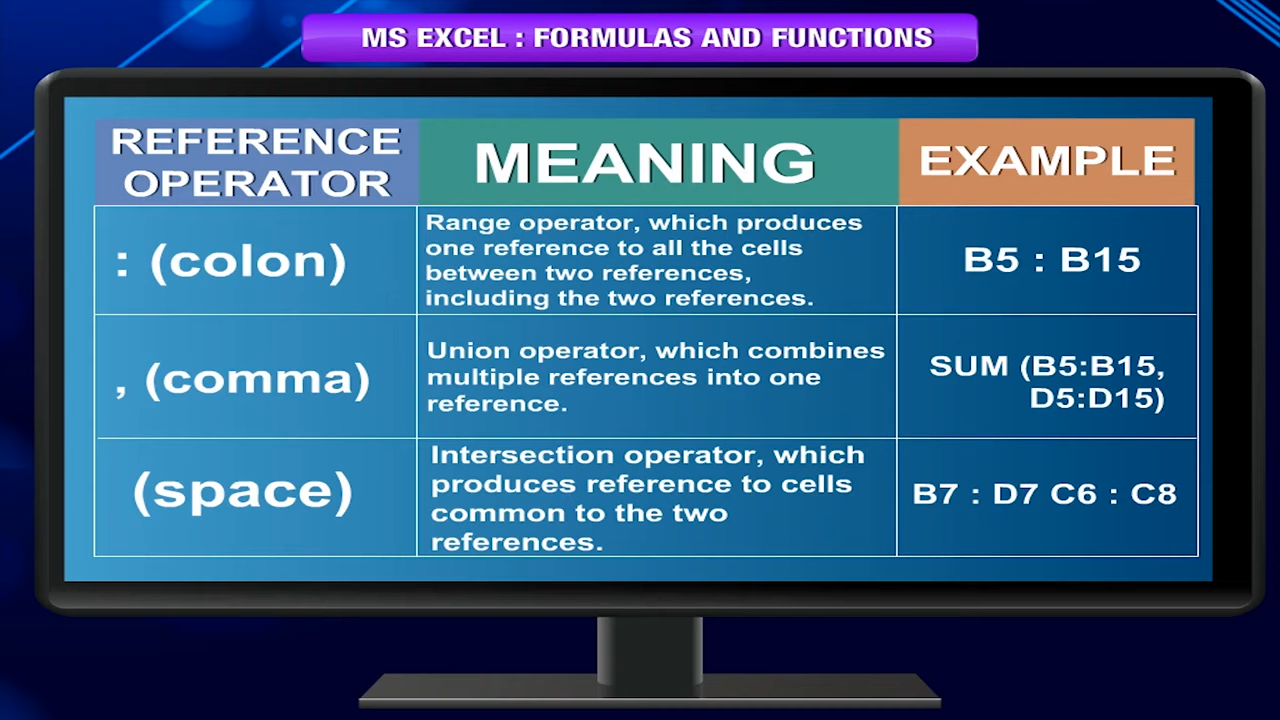 MS EXCEL : FORMULAS AND FUNCTIONS
REFERENCE
OPERATOR
MEANING
EXAMPLE
: (colon)
Range operator, which produces
one reference to all the cells
between two references,
including the two references.
B5 : B15
, (comma)
Union operator, which combines
multiple references into one
reference.
SUM (B5:B15,
D5:D15)
(space)
Intersection operator, which
produces reference to cells
common to the two
references.
B7 : D7 C6 : C8